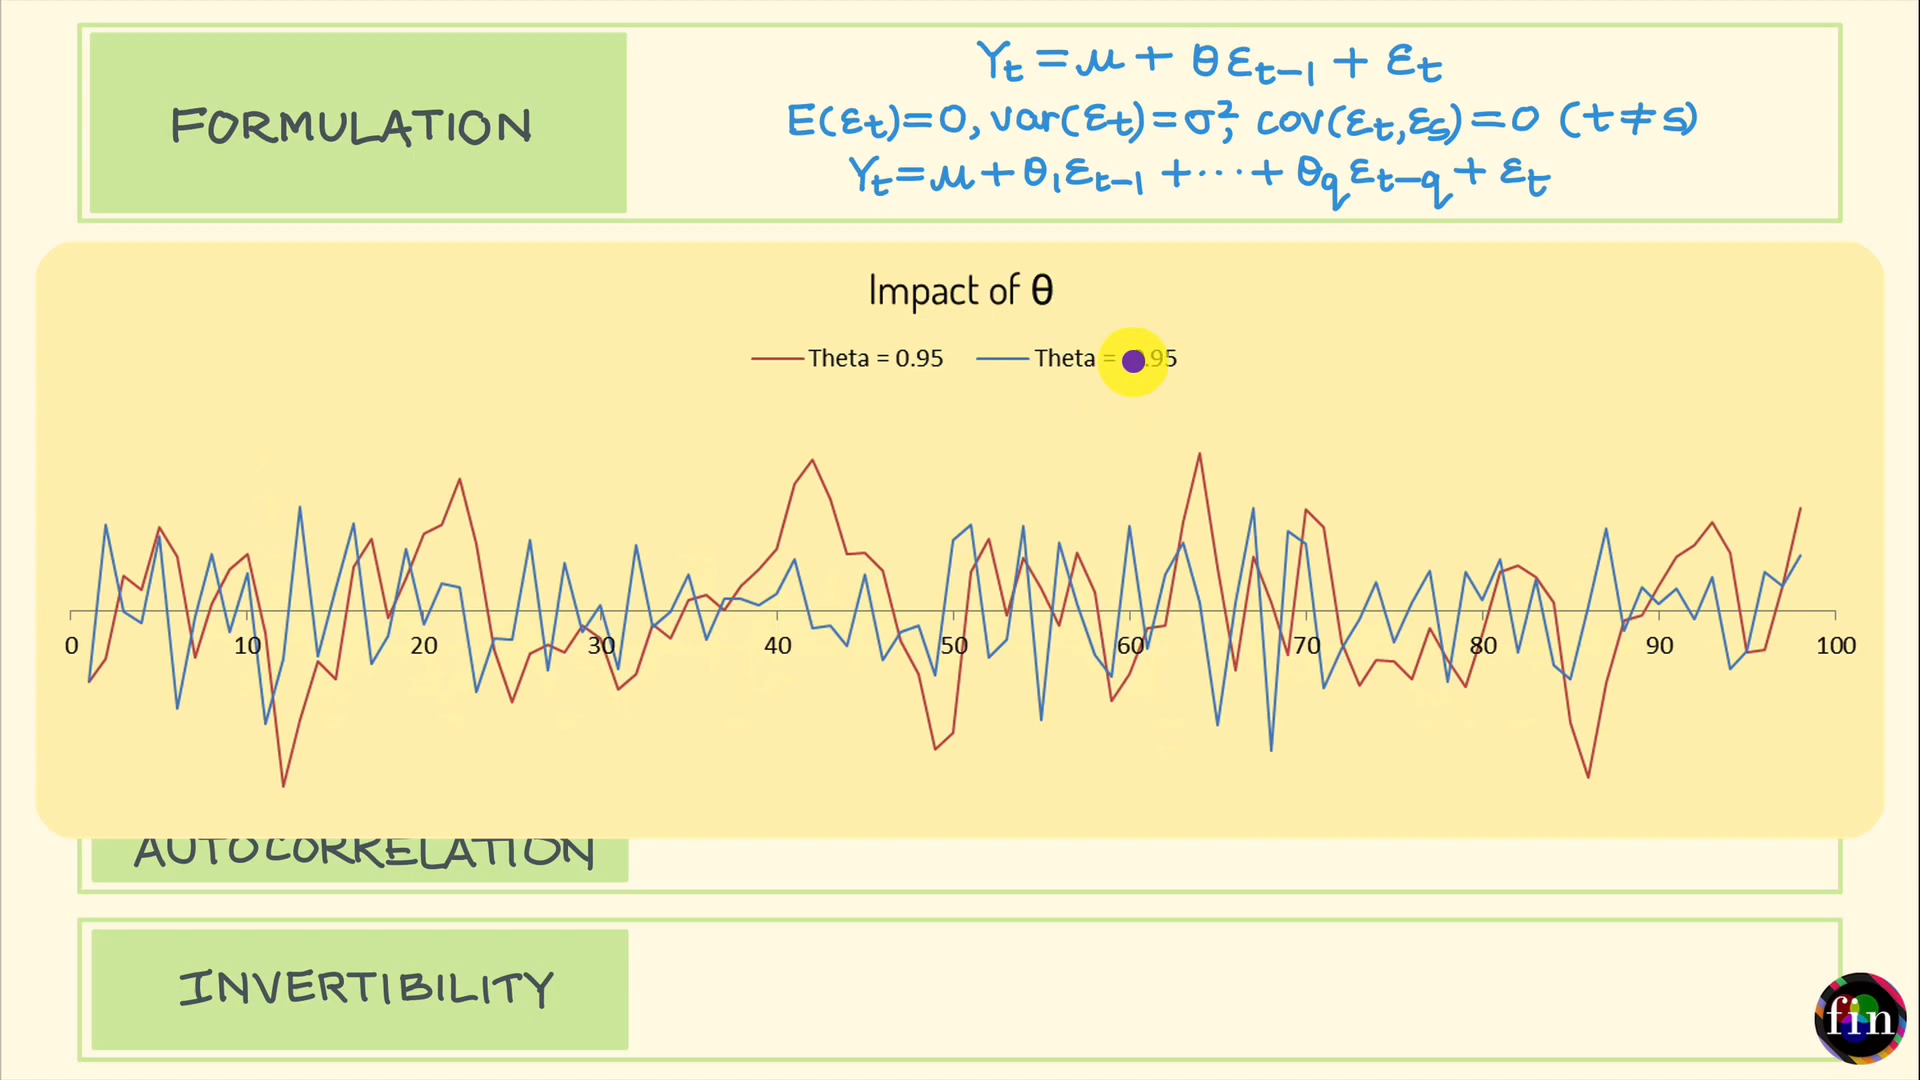 FORMULATION
Yt = μ + θεt−1 + εt
E(εt)=0, var(εt)=σ², cov(εt,εs)=0 (t≠s)
Yt=μ+θ1εt−1 +···+ θqεt−q+ εt
Impact of θ
Theta = 0.95 Theta = .95
0 10 20 30 40 50 60 70 80 90 100
AUTOCORRELATION
INVERTIBILITY
fin